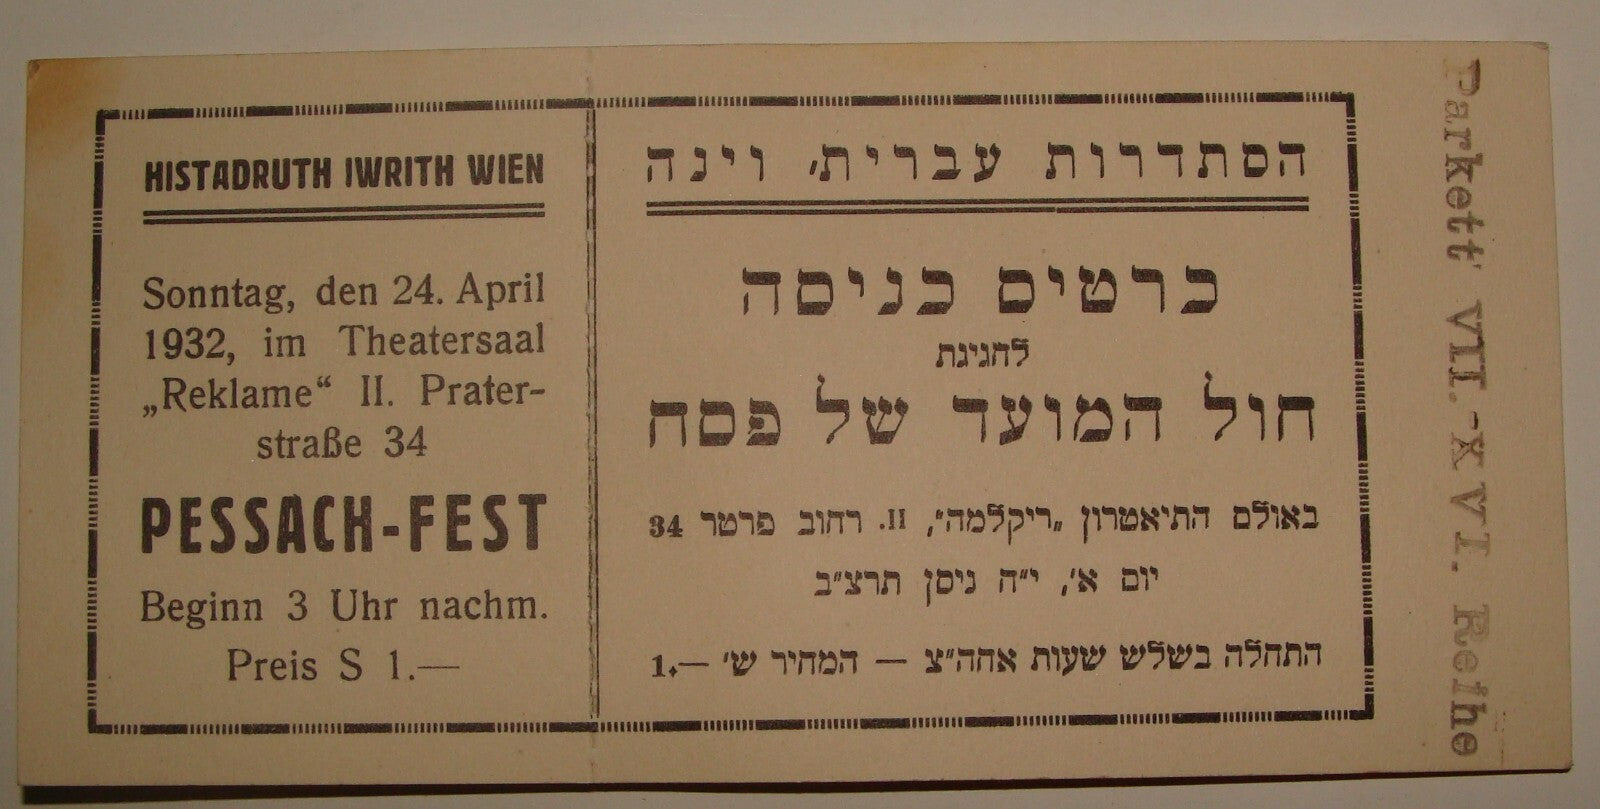 HISTADRUTH IWRITH WIEN
Sonntag, den 24. April
1932, im Theatersaal
„Reklame“ II. Prater-
straße 34
PESSACH-FEST
Beginn 3 Uhr nachm.
Preis S 1.—
הסתדרות עברית, וינה
כרטיס כניסה
לחגיגת
חול המועד של פסח
באולם התיאטרון „ריקלמה”, II. רחוב פרטר 34
יום א', י״ח ניסן תרצ״ב
התחלה בשלש שעות אחה״צ — המחיר ש' —.1
Parkett VII.-XVI. Reihe